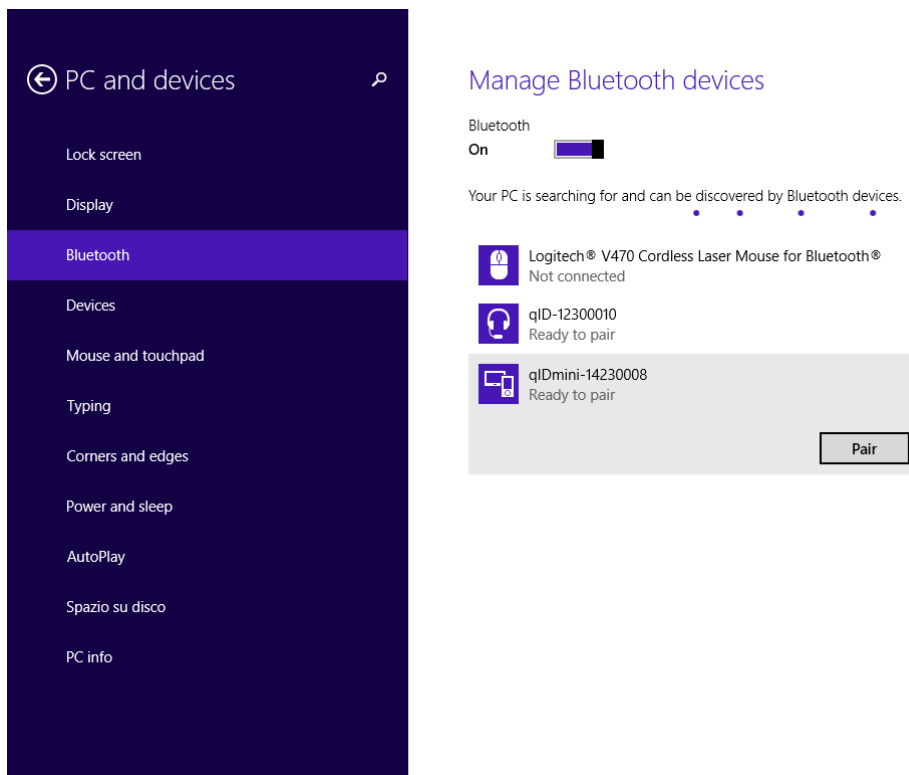 PC and devices
Lock screen
Display
Bluetooth
Devices
Mouse and touchpad
Typing
Corners and edges
Power and sleep
AutoPlay
Spazio su disco
PC info
Manage Bluetooth devices
Bluetooth
On
Your PC is searching for and can be discovered by Bluetooth devices.
Logitech® V470 Cordless Laser Mouse for Bluetooth®
Not connected
qID-12300010
Ready to pair
qIDmini-14230008
Ready to pair
Pair